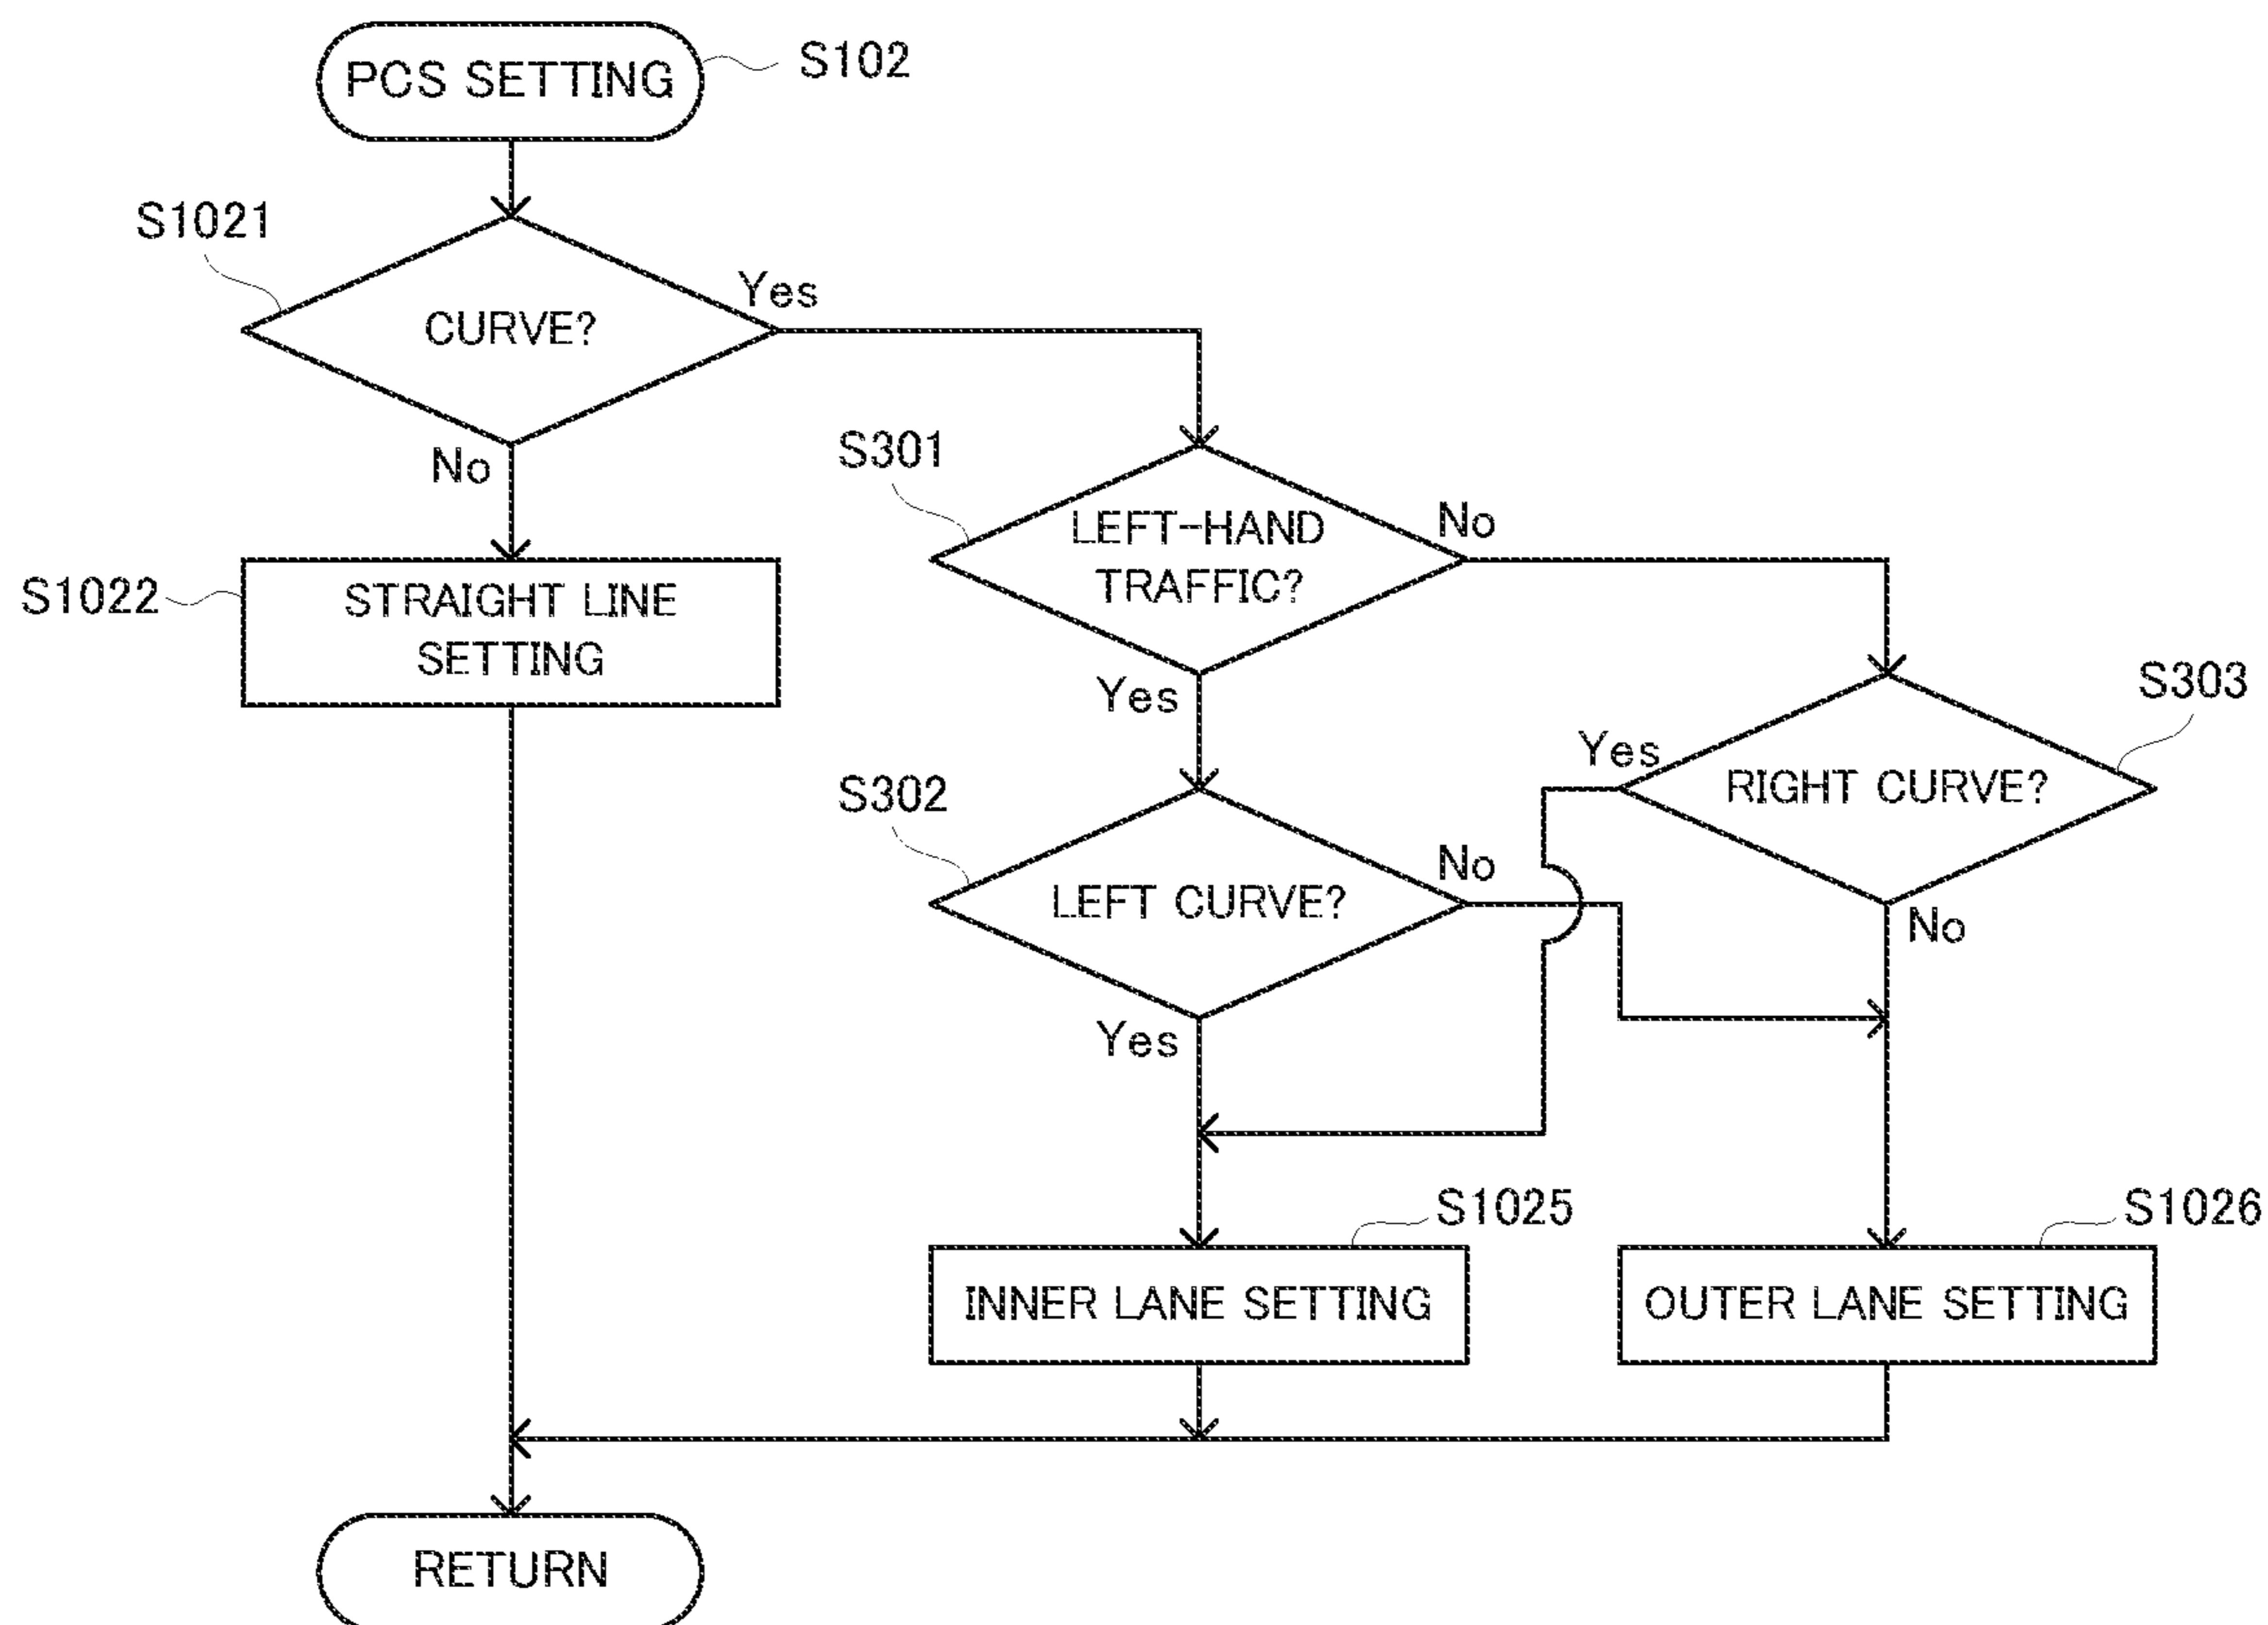 PCS SETTING
S102
S1021
CURVE?
Yes
No
S1022
STRAIGHT LINE
SETTING
S301
LEFT-HAND
TRAFFIC?
No
Yes
S303
RIGHT CURVE?
Yes
No
S302
LEFT CURVE?
No
Yes
S1025
INNER LANE SETTING
S1026
OUTER LANE SETTING
RETURN